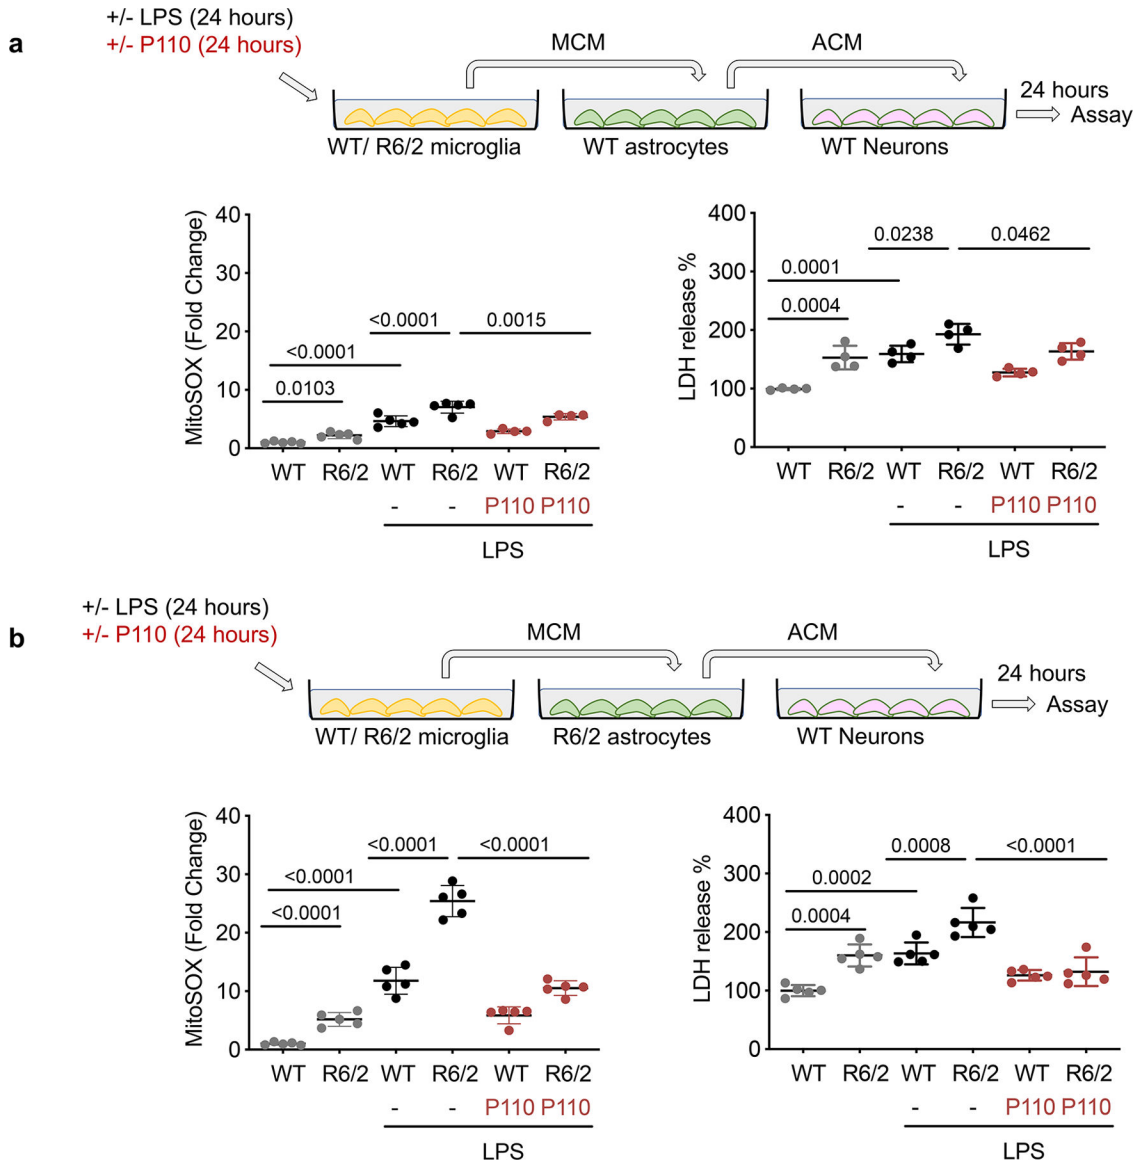 a
+/- LPS (24 hours)
+/- P110 (24 hours)
MCM
ACM
24 hours
Assay
WT/ R6/2 microglia
WT astrocytes
WT Neurons
MitoSOX (Fold Change)
40
30
20
10
0
<0.0001
0.0015
<0.0001
0.0103
WT R6/2 WT R6/2 WT R6/2
- - P110 P110
LPS
LDH release %
400
300
200
100
0
0.0238
0.0462
0.0001
0.0004
WT R6/2 WT R6/2 WT R6/2
- - P110 P110
LPS
b
+/- LPS (24 hours)
+/- P110 (24 hours)
MCM
ACM
24 hours
Assay
WT/ R6/2 microglia
R6/2 astrocytes
WT Neurons
MitoSOX (Fold Change)
40
30
20
10
0
<0.0001
<0.0001
<0.0001
<0.0001
WT R6/2 WT R6/2 WT R6/2
- - P110 P110
LPS
LDH release %
400
300
200
100
0
0.0008
<0.0001
0.0002
0.0004
WT R6/2 WT R6/2 WT R6/2
- - P110 P110
LPS